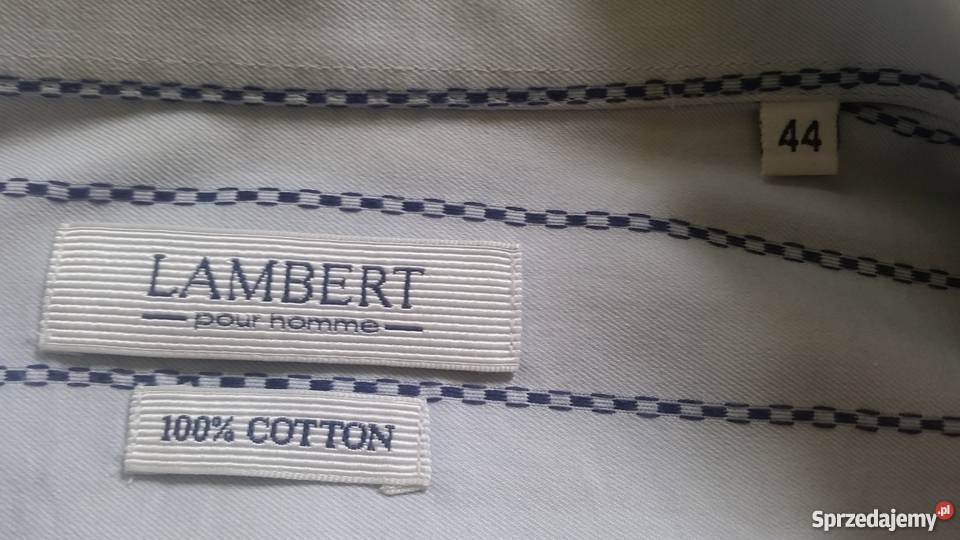 44
LAMBERT
pour homme
100% COTTON
Sprzedajemy.pl